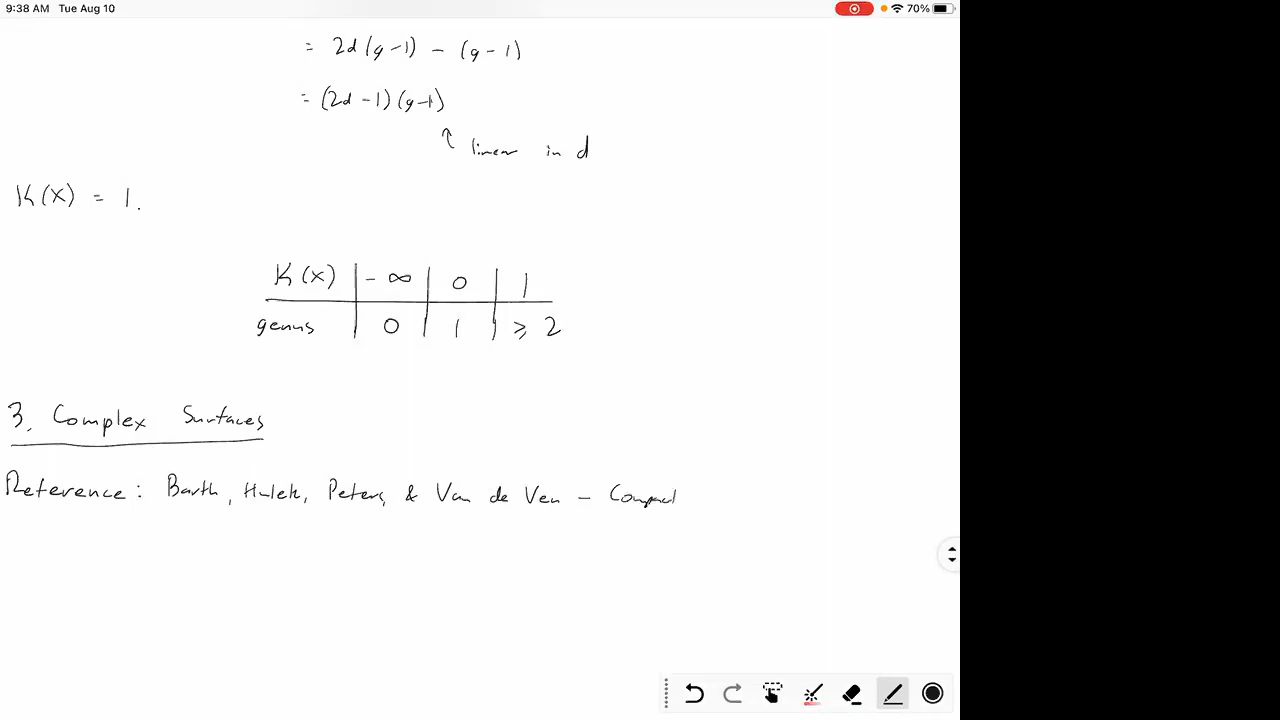 9:38 AM Tue Aug 10 70%
= 2d(g-1) - (g-1)
= (2d-1)(g-1)
↑ linear in d
K(X) = 1.
K(X) | -∞ | 0 | 1
genus | 0 | 1 | ≥ 2
3. Complex Surfaces
Reference: Barth, Hulek, Peters, & Van de Ven - Compact